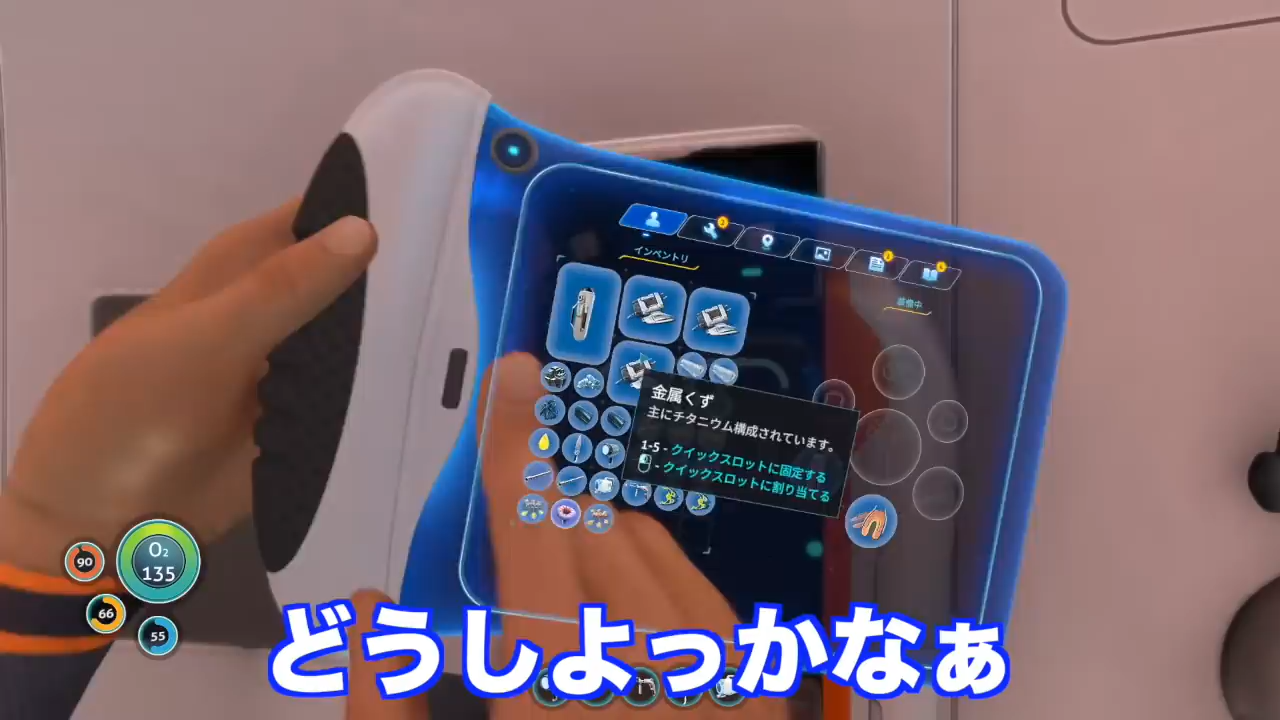 インベントリ
装備中
金属くず
主にチタニウム構成されています。
1-5 - クイックスロットに固定する
- クイックスロットに割り当てる
90
O₂
135
66
55
どうしよっかなぁ